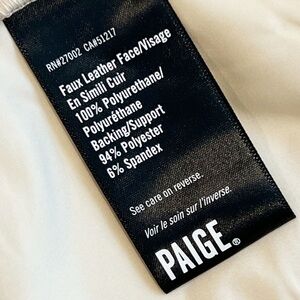 RN#27002 CA#51217
Faux Leather Face/Visage
En Simili Cuir
100% Polyurethane/
Polyuréthane
Backing/Support
94% Polyester
6% Spandex
See care on reverse.
Voir le soin sur l'inverse.
PAIGE®